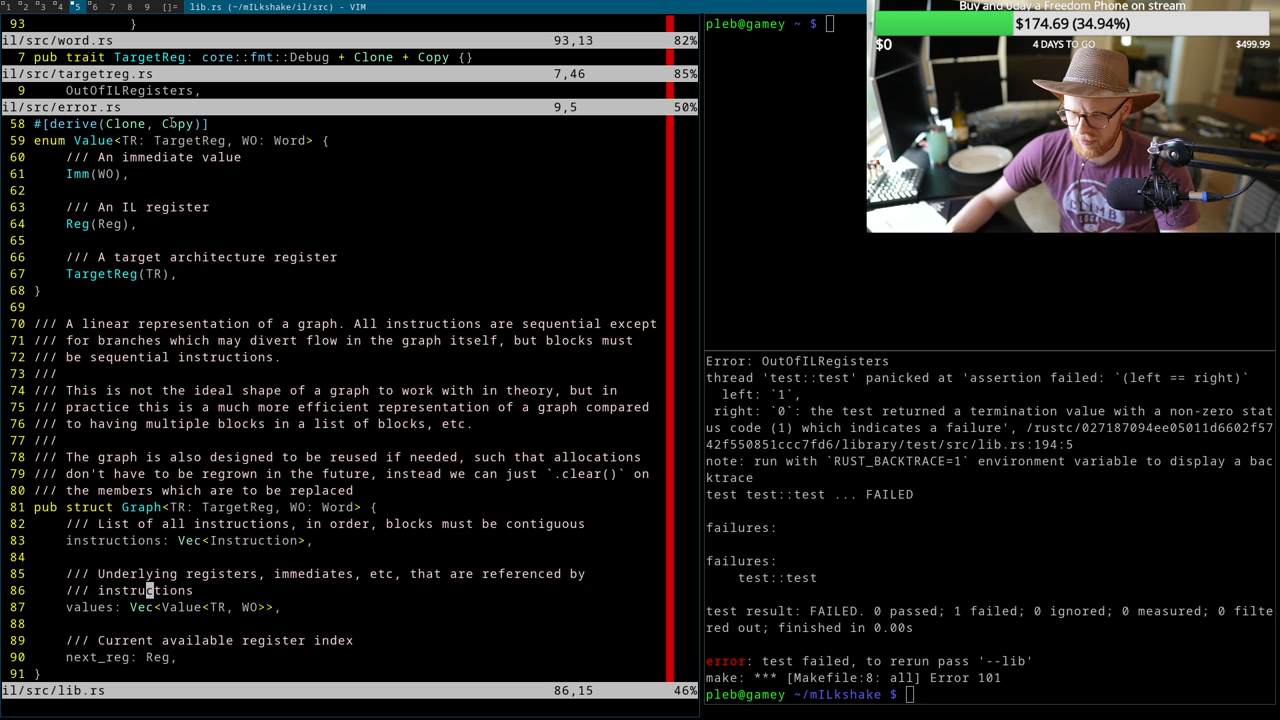 1 2 3 4 5 6 7 8 9 []= lib.rs (~/mILkshake/il/src) - VIM
93 }
il/src/word.rs 93,13 82%
7 pub trait TargetReg: core::fmt::Debug + Clone + Copy {}
il/src/targetreg.rs 7,46 85%
9 OutOfILRegisters,
il/src/error.rs 9,5 50%
58 #[derive(Clone, Copy)]
59 enum Value<TR: TargetReg, WO: Word> {
60 /// An immediate value
61 Imm(WO),
62
63 /// An IL register
64 Reg(Reg),
65
66 /// A target architecture register
67 TargetReg(TR),
68 }
69
70 /// A linear representation of a graph. All instructions are sequential except
71 /// for branches which may divert flow in the graph itself, but blocks must
72 /// be sequential instructions.
73 ///
74 /// This is not the ideal shape of a graph to work with in theory, but in
75 /// practice this is a much more efficient representation of a graph compared
76 /// to having multiple blocks in a list of blocks, etc.
77 ///
78 /// The graph is also designed to be reused if needed, such that allocations
79 /// don't have to be regrown in the future, instead we can just `.clear()` on
80 /// the members which are to be replaced
81 pub struct Graph<TR: TargetReg, WO: Word> {
82 /// List of all instructions, in order, blocks must be contiguous
83 instructions: Vec<Instruction>,
84
85 /// Underlying registers, immediates, etc, that are referenced by
86 /// instructions
87 values: Vec<Value<TR, WO>>,
88
89 /// Current available register index
90 next_reg: Reg,
91 }
il/src/lib.rs 86,15 46%
pleb@gamey ~ $
Buy and 0day a Freedom Phone on stream
$174.69 (34.94%)
$0 4 DAYS TO GO $499.99
Error: OutOfILRegisters
thread 'test::test' panicked at 'assertion failed: `(left == right)`
left: `1`,
right: `0`: the test returned a termination value with a non-zero stat
us code (1) which indicates a failure', /rustc/027187094ee05011d6602f57
42f550851ccc7fd6/library/test/src/lib.rs:194:5
note: run with `RUST_BACKTRACE=1` environment variable to display a bac
ktrace
test test::test ... FAILED
failures:
failures:
test::test
test result: FAILED. 0 passed; 1 failed; 0 ignored; 0 measured; 0 filte
red out; finished in 0.00s
error: test failed, to rerun pass '--lib'
make: *** [Makefile:8: all] Error 101
pleb@gamey ~/mILkshake $